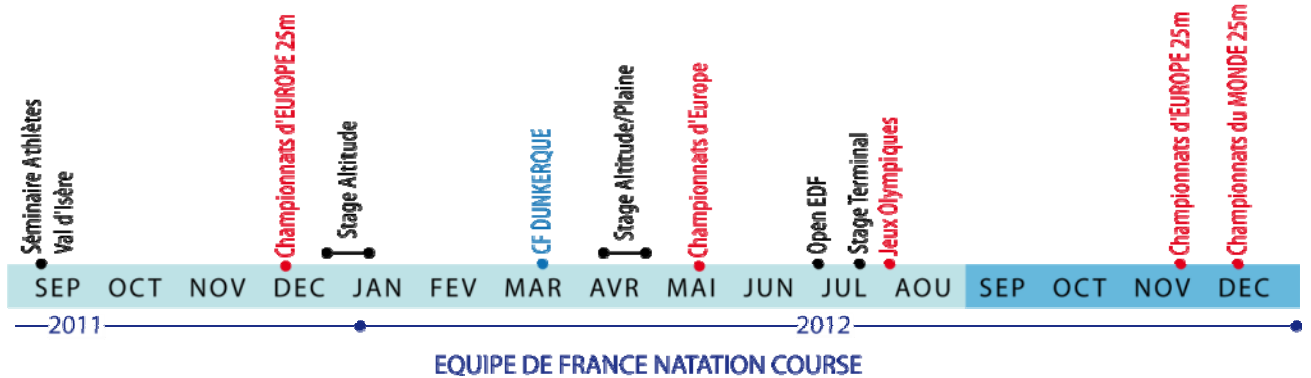 Séminaire Athlètes
Val d'Isère
Championnats d'EUROPE 25m
Stage Altitude
CF DUNKERQUE
Stage Altitude/Plaine
Championnats d'Europe
Open EDF
Stage Terminal
Jeux Olympiques
Championnats d'EUROPE 25m
Championnats du MONDE 25m
SEP OCT NOV DEC JAN FEV MAR AVR MAI JUN JUL AOU SEP OCT NOV DEC
2011 2012
EQUIPE DE FRANCE NATATION COURSE